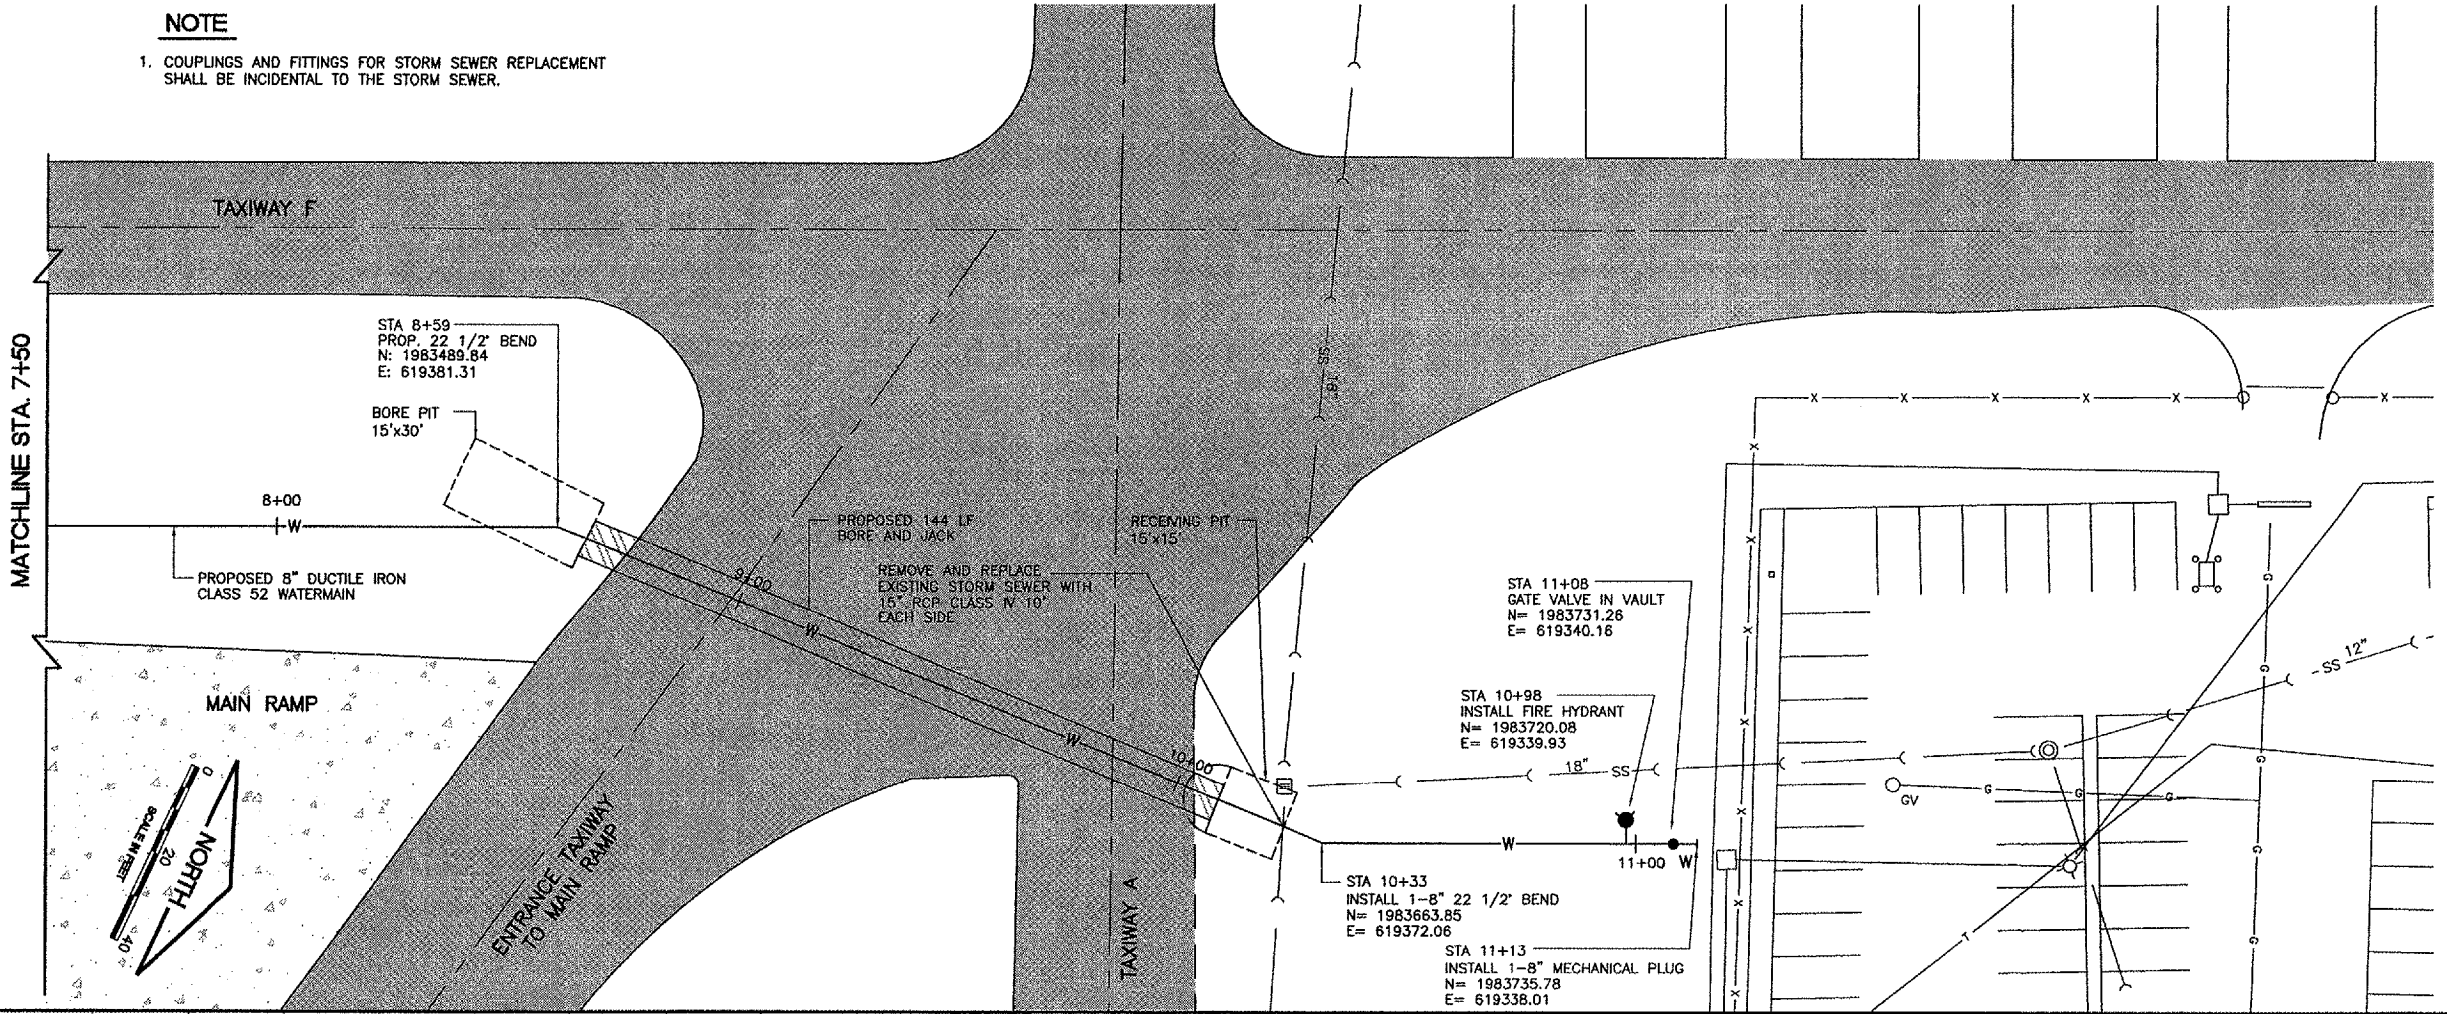 NOTE
1. COUPLINGS AND FITTINGS FOR STORM SEWER REPLACEMENT
SHALL BE INCIDENTAL TO THE STORM SEWER.
TAXIWAY F
MATCHLINE STA. 7+50
STA 8+59
PROP. 22 1/2° BEND
N: 1983489.84
E: 619381.31
BORE PIT
15'x30'
8+00
W
PROPOSED 8" DUCTILE IRON
CLASS 52 WATERMAIN
MAIN RAMP
0
20
40
SCALE IN FEET
NORTH
ENTRANCE TAXIWAY
TO MAIN RAMP
9+00
W
PROPOSED 144 LF
BORE AND JACK
REMOVE AND REPLACE
EXISTING STORM SEWER WITH
15" RCP CLASS IV 10'
EACH SIDE
RECEIVING PIT
15'x15'
W
10+00
TAXIWAY A
SS 18"
18" SS
STA 11+08
GATE VALVE IN VAULT
N= 1983731.26
E= 619340.16
STA 10+98
INSTALL FIRE HYDRANT
N= 1983720.08
E= 619339.93
W
11+00
W
STA 10+33
INSTALL 1-8" 22 1/2° BEND
N= 1983663.85
E= 619372.06
STA 11+13
INSTALL 1-8" MECHANICAL PLUG
N= 1983735.78
E= 619338.01
X X X X X X
X
X
X
X
X
X
X
G
G
G
G
G
GV
G G G
T
SS 12"